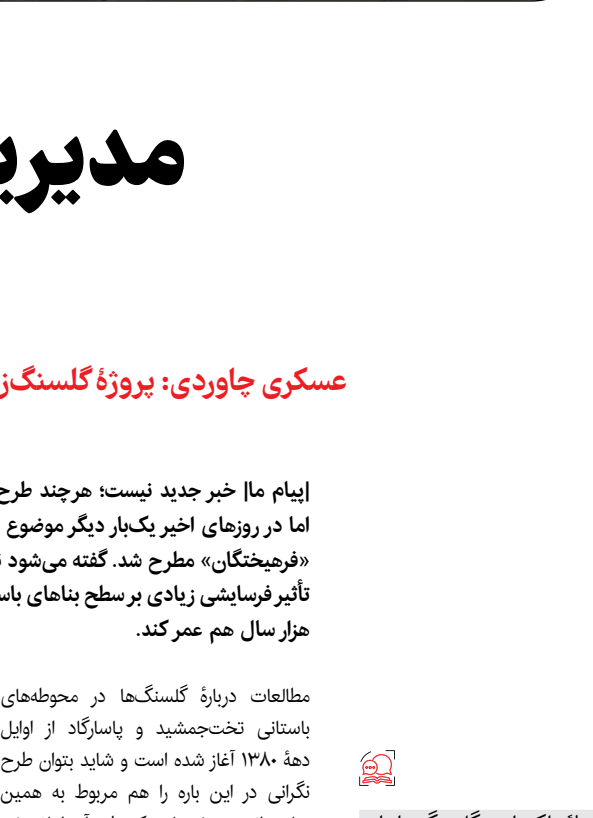 عسکری چاوردی: پروژهٔ
|پیام ما| خبر جدید نیست؛ هرچند طرح
اما در روزهای اخیر یک‌بار دیگر موضوع
«فرهیختگان» مطرح شد. گفته می‌شود
تأثیر فرسایشی زیادی بر سطح بناهای
هزار سال هم عمر کند.
مطالعات دربارهٔ گلسنگ‌ها در محوطه‌های
باستانی تخت‌جمشید و پاسارگاد از اوایل
دههٔ ۱۳۸۰ آغاز شده است و شاید بتوان طرح
نگرانی در این باره را هم مربوط به همین